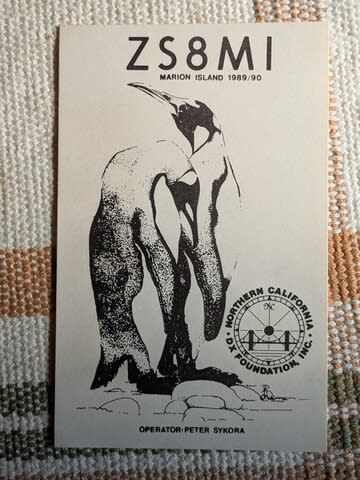 ZS8MI
MARION ISLAND 1989/90
NORTHERN CALIFORNIA
• DX FOUNDATION, INC. •
N
OPERATOR: PETER SYKORA